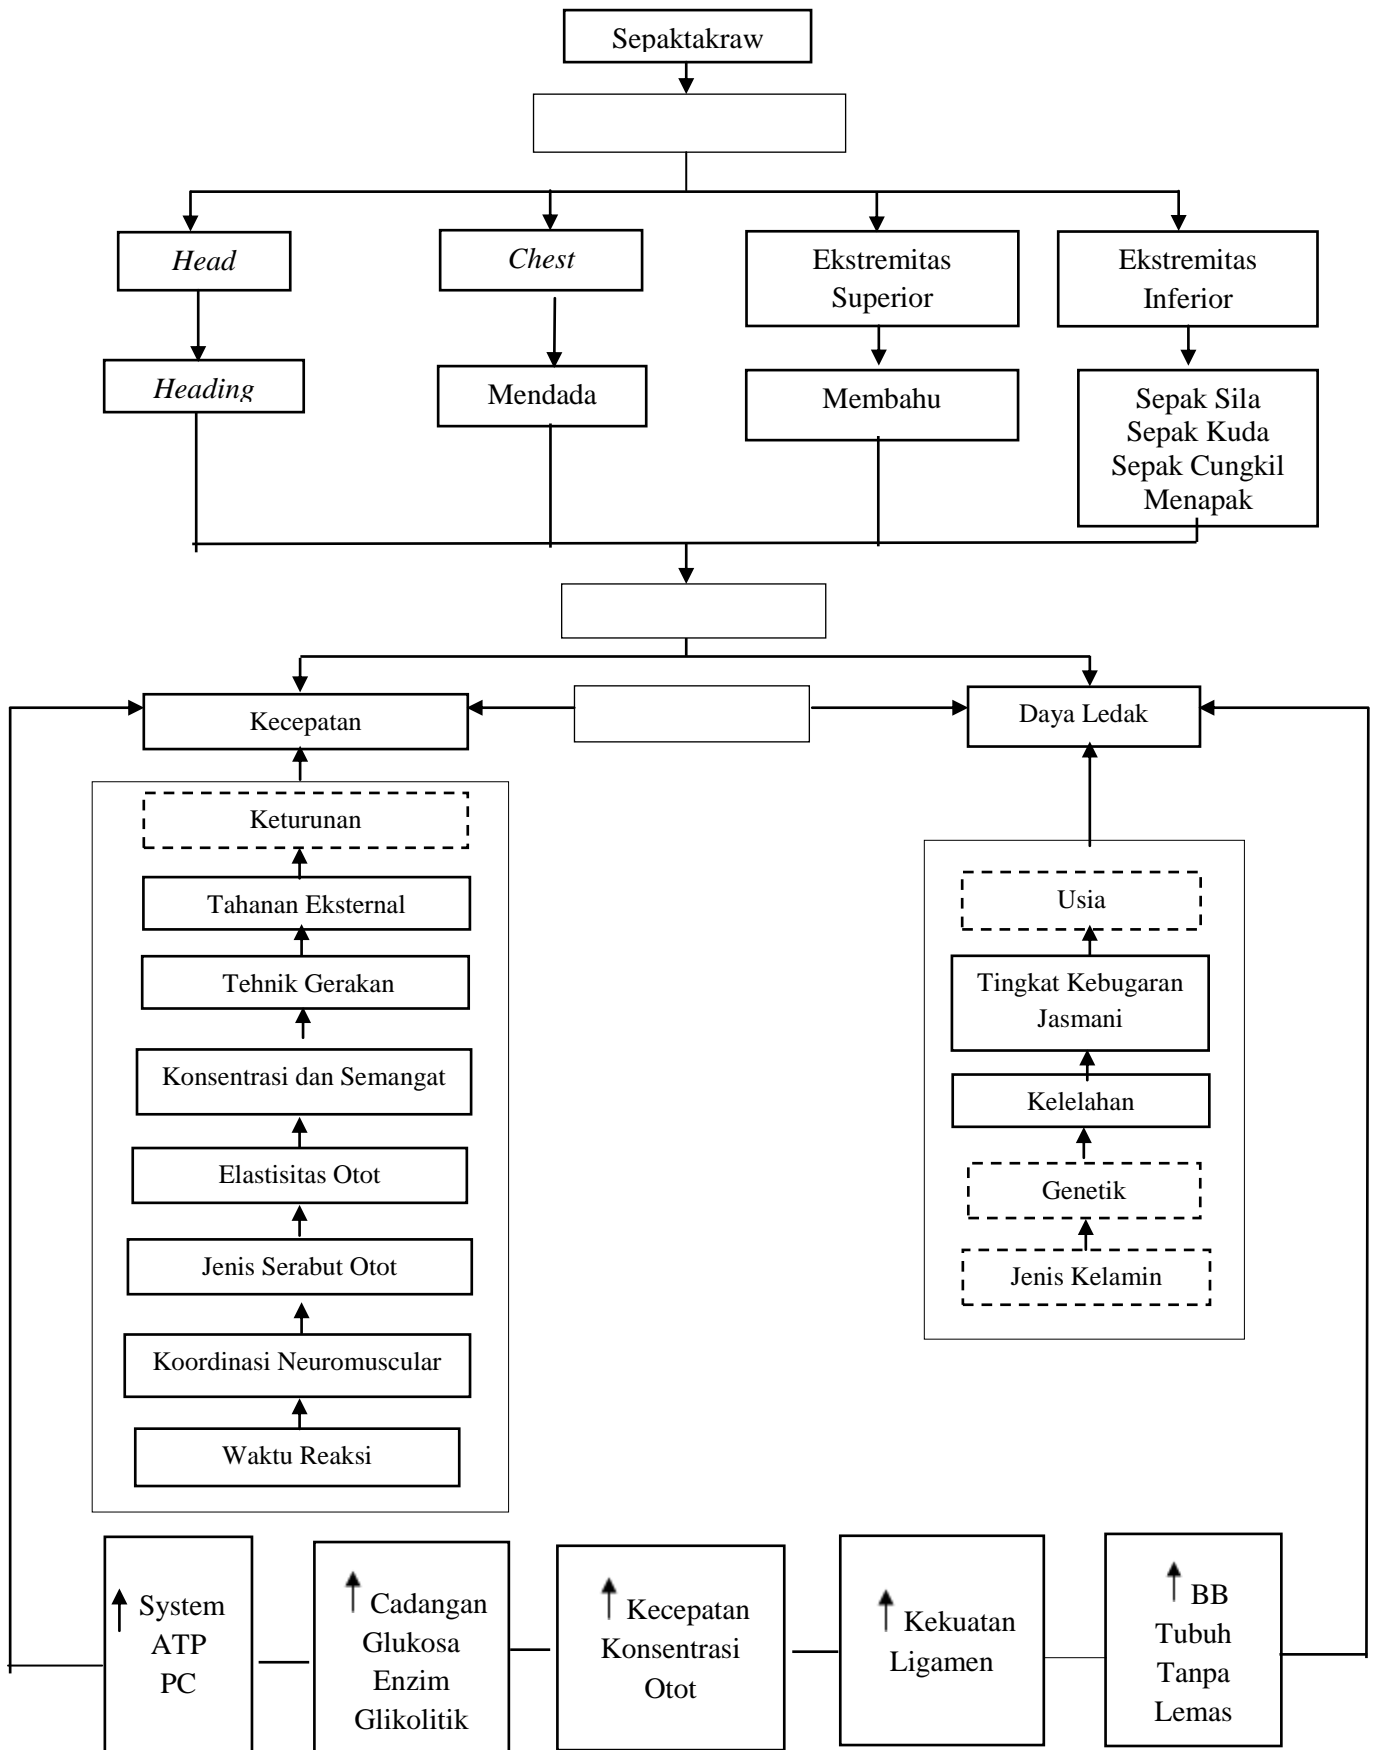 Sepaktakraw
Head
Chest
Ekstremitas
Superior
Ekstremitas
Inferior
Heading
Mendada
Membahu
Sepak Sila
Sepak Kuda
Sepak Cungkil
Menapak
Kecepatan
Daya Ledak
Keturunan
Tahanan Eksternal
Tehnik Gerakan
Konsentrasi dan Semangat
Elastisitas Otot
Jenis Serabut Otot
Koordinasi Neuromuscular
Waktu Reaksi
Usia
Tingkat Kebugaran
Jasmani
Kelelahan
Genetik
Jenis Kelamin
System
ATP
PC
Cadangan
Glukosa
Enzim
Glikolitik
Kecepatan
Konsentrasi
Otot
Kekuatan
Ligamen
BB
Tubuh
Tanpa
Lemas